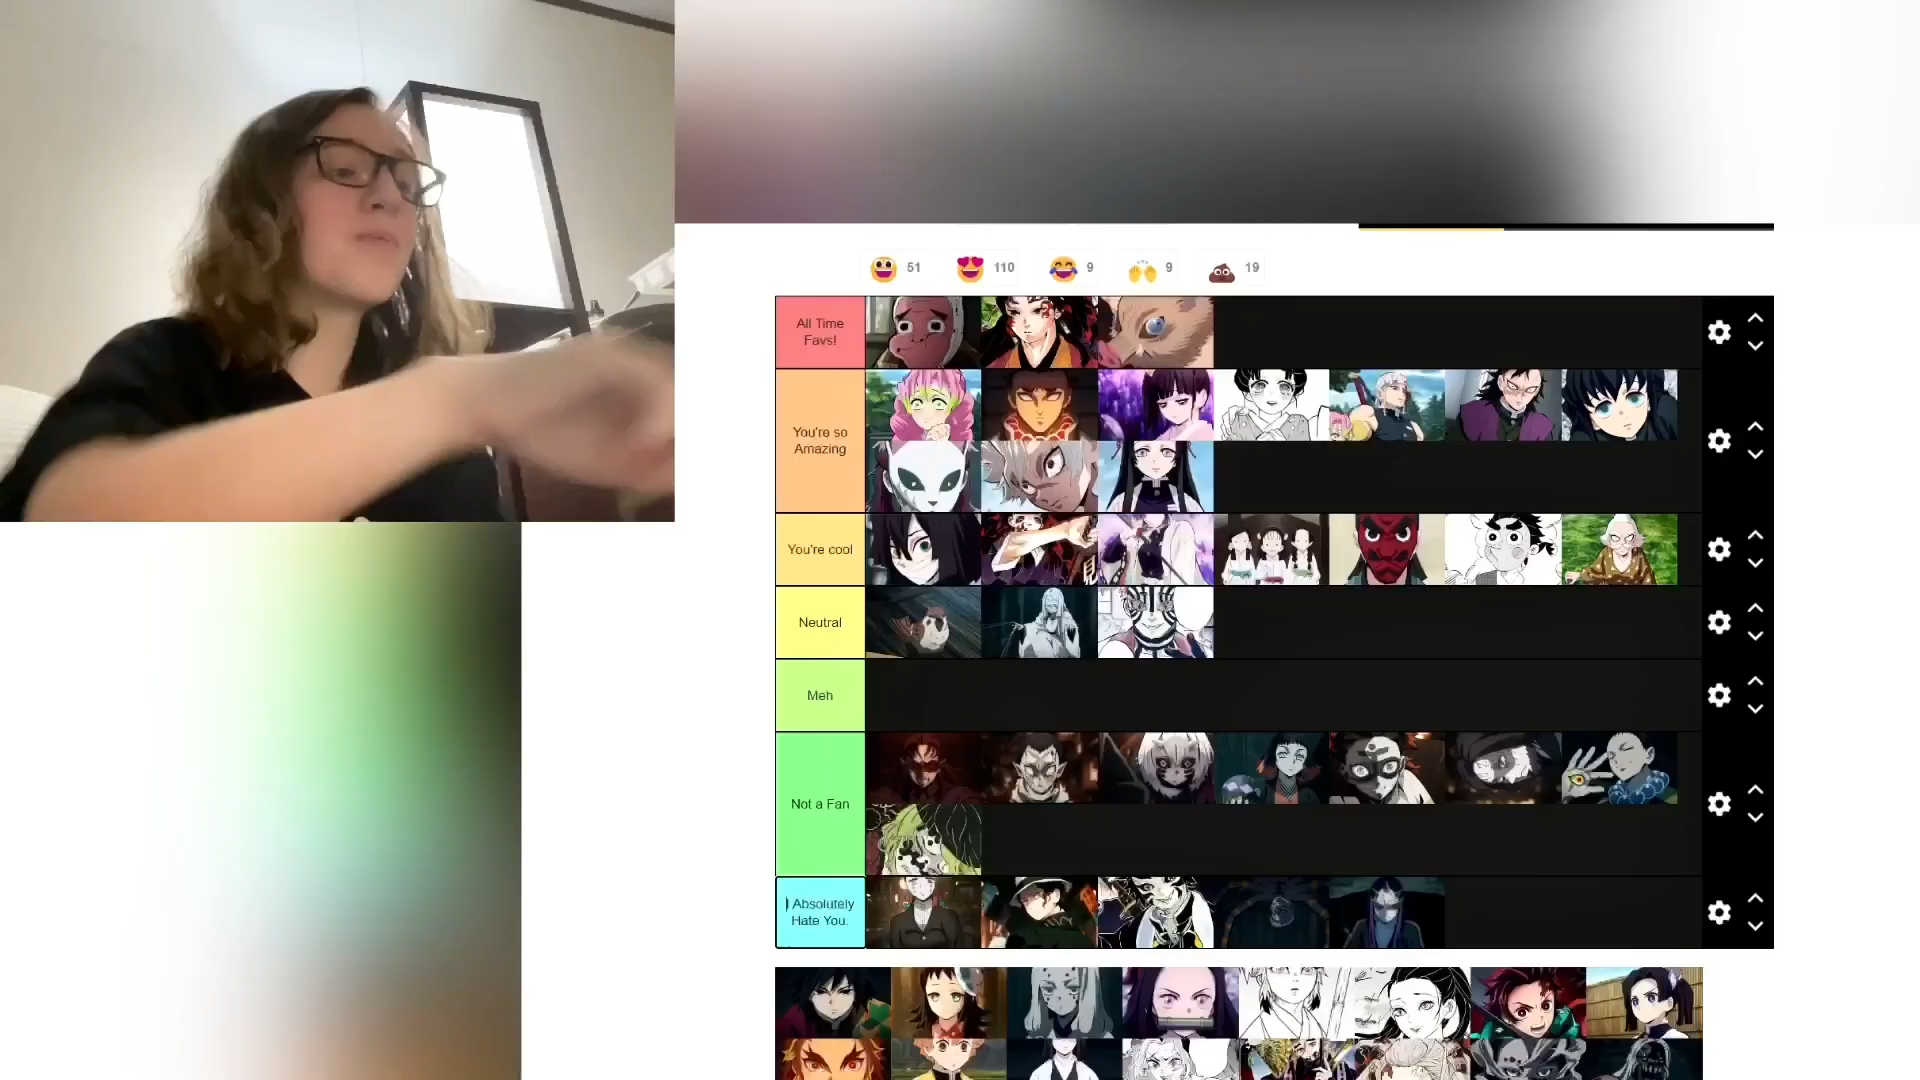 51 110 9 9 19
All Time
Favs!
You're so
Amazing
You're cool
Neutral
Meh
Not a Fan
I Absolutely
Hate You.